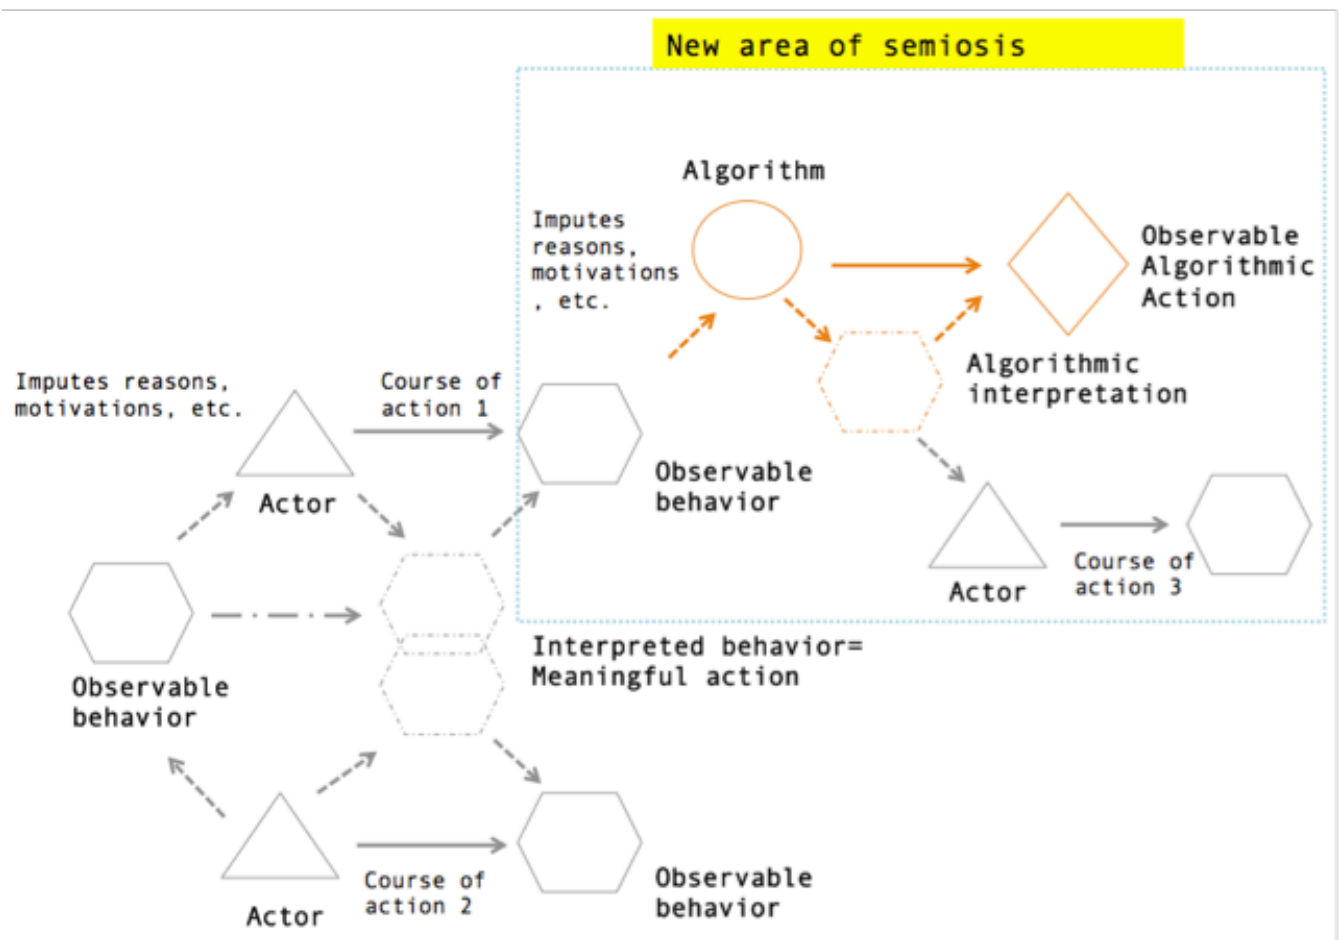 New area of semiosis
Algorithm
Imputes
reasons,
motivations
, etc.
Observable
Algorithmic
Action
Algorithmic
interpretation
Imputes reasons,
motivations, etc.
Course of
action 1
Actor
Observable
behavior
Actor
Course of
action 3
Observable
behavior
Interpreted behavior=
Meaningful action
Actor
Course of
action 2
Observable
behavior